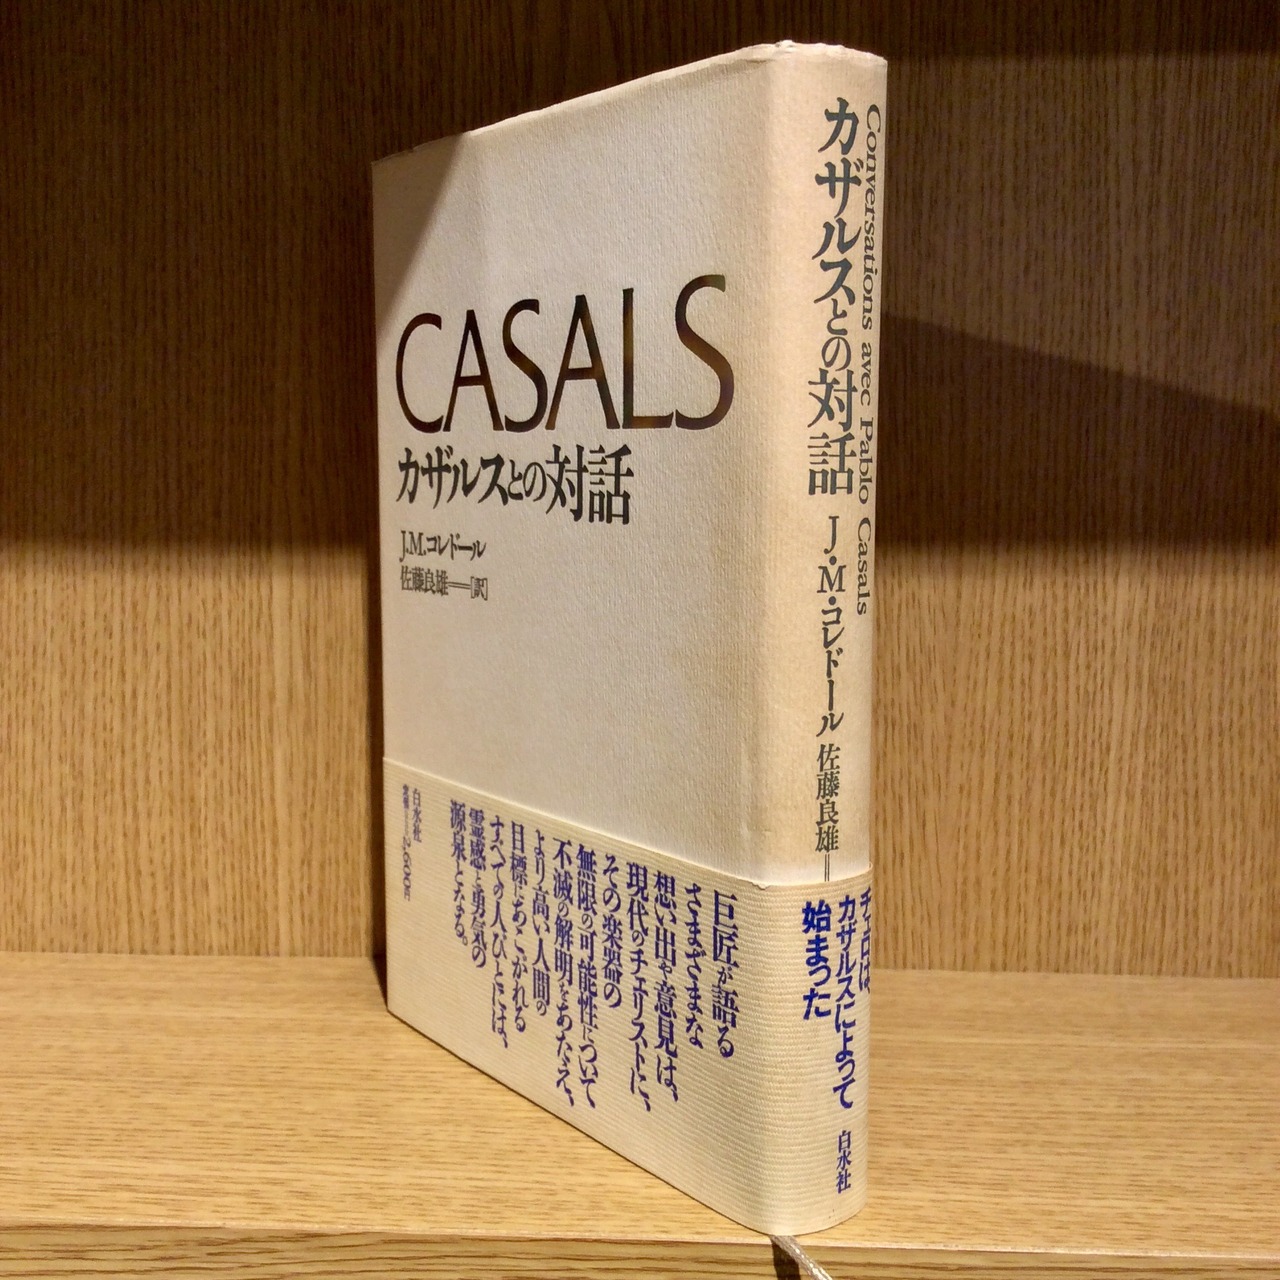 CASALS
カザルスとの対話
J.M.コレドール
佐藤良雄──[訳]
巨匠が語る
さまざまな
想い出や意見は、
現代のチェリストに、
その楽器の
無限の可能性について
不滅の解明をあたえ、
より高い人間の
目標にあこがれる
すべての人びとには、
霊感と勇気の
源泉となる。
白水社
定価──2,600円
Conversations avec Pablo Casals
カザルスとの対話
J・M・コレドール
佐藤良雄=
チェロは、
カザルスによって
始まった
白水社